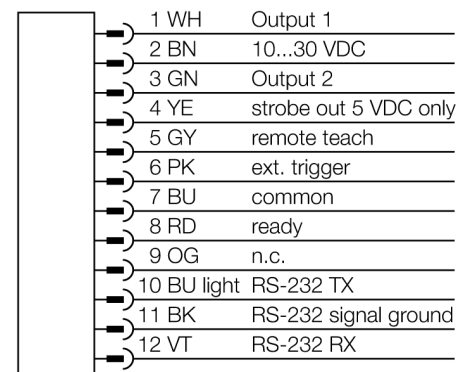 1 WH Output 1
2 BN 10...30 VDC
3 GN Output 2
4 YE strobe out 5 VDC only
5 GY remote teach
6 PK ext. trigger
7 BU common
8 RD ready
9 OG n.c.
10 BU light RS-232 TX
11 BK RS-232 signal ground
12 VT RS-232 RX